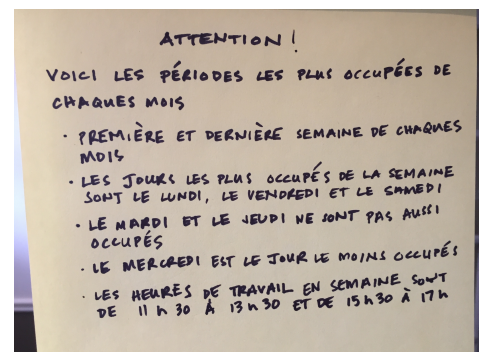 ATTENTION!
VOICI LES PÉRIODES LES PLUS OCCUPÉES DE
CHAQUES MOIS
· PREMIÈRE ET DERNIÈRE SEMAINE DE CHAQUES
MOIS
· LES JOURS LES PLUS OCCUPÉS DE LA SEMAINE
SONT LE LUNDI, LE VENDREDI ET LE SAMEDI
· LE MARDI ET LE JEUDI NE SONT PAS AUSSI
OCCUPÉS
· LE MERCREDI EST LE JOUR LE MOINS OCCUPÉS
· LES HEURES DE TRAVAIL EN SEMAINE SONT
DE 11 h 30 À 13 h 30 ET DE 15 h 30 À 17 h